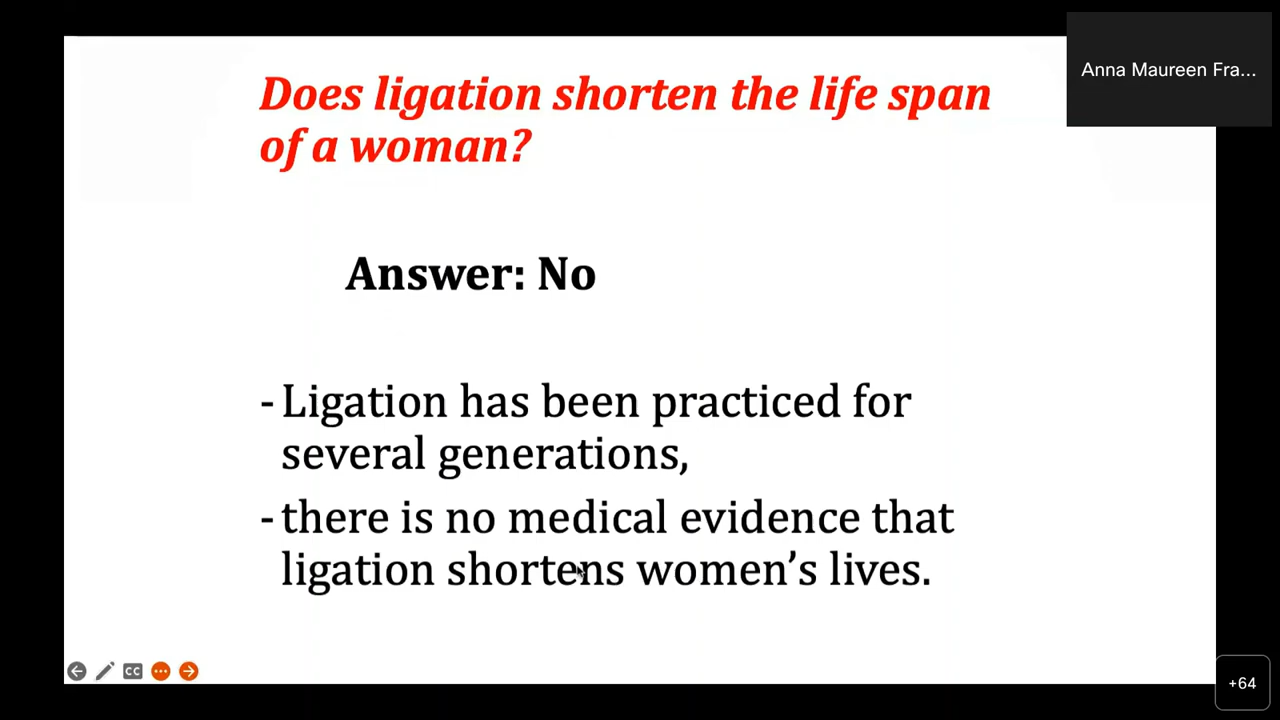 Does ligation shorten the life span
of a woman?
Anna Maureen Fra...
Answer: No
- Ligation has been practiced for
several generations,
- there is no medical evidence that
ligation shortens women’s lives.
CC
+64